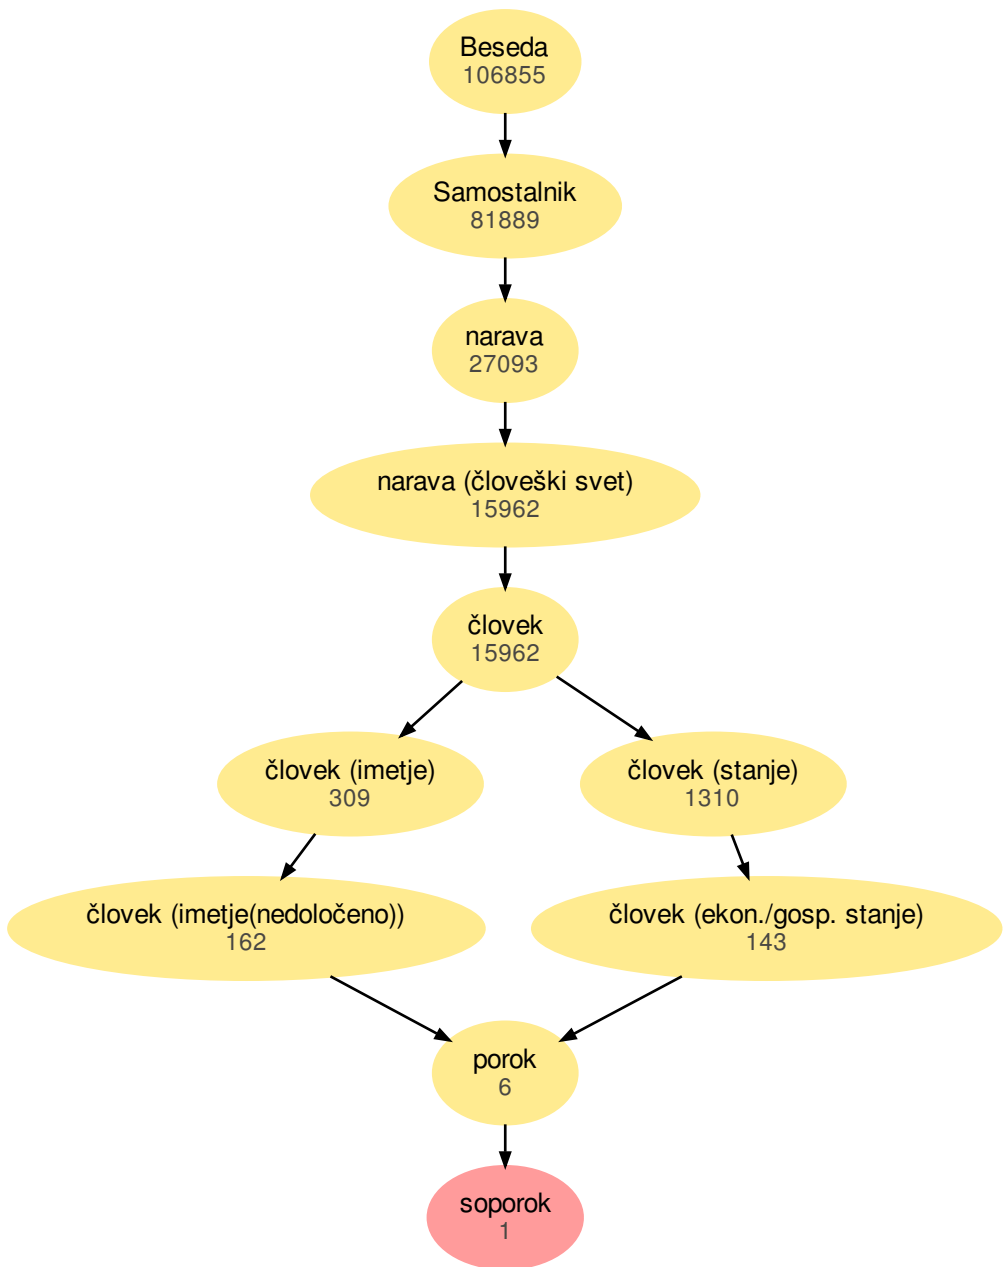 Beseda
106855
Samostalnik
81889
narava
27093
narava (človeški svet)
15962
človek
15962
človek (imetje)
309
človek (stanje)
1310
človek (imetje(nedoločeno))
162
človek (ekon./gosp. stanje)
143
porok
6
soporok
1